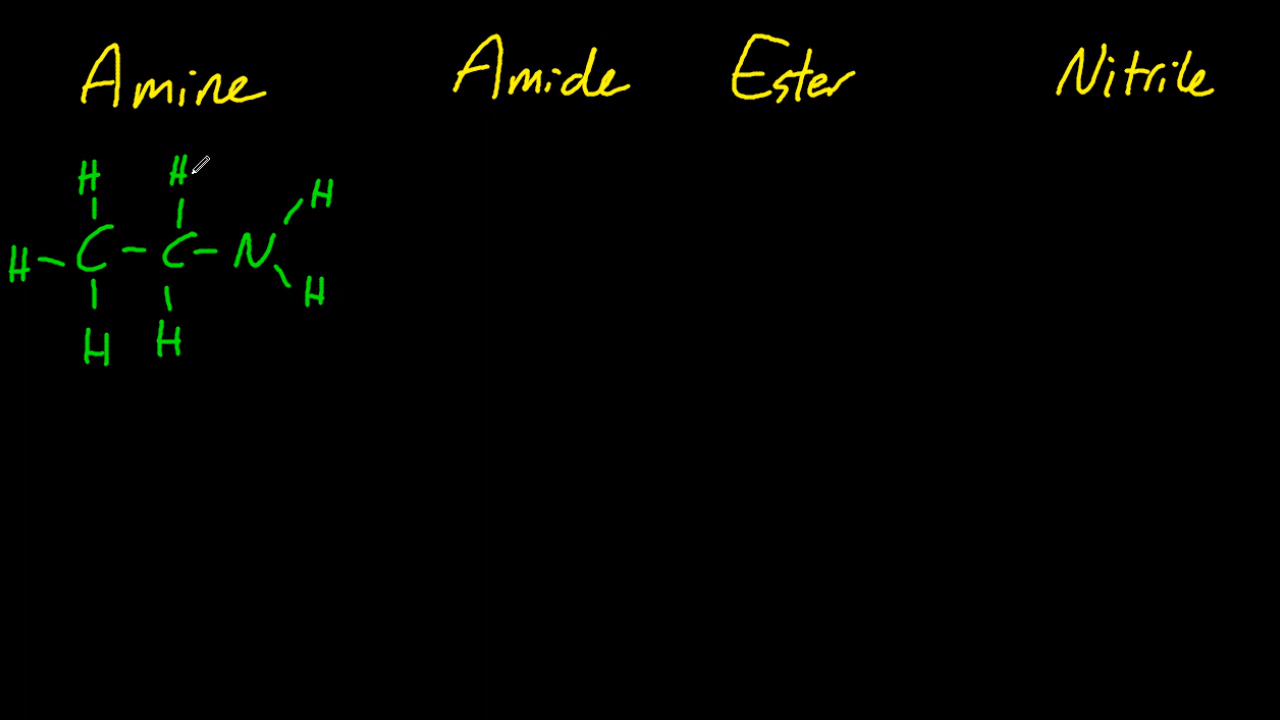 Amine Amide Ester Nitrile
H H H
H - C - C - N
H
H H